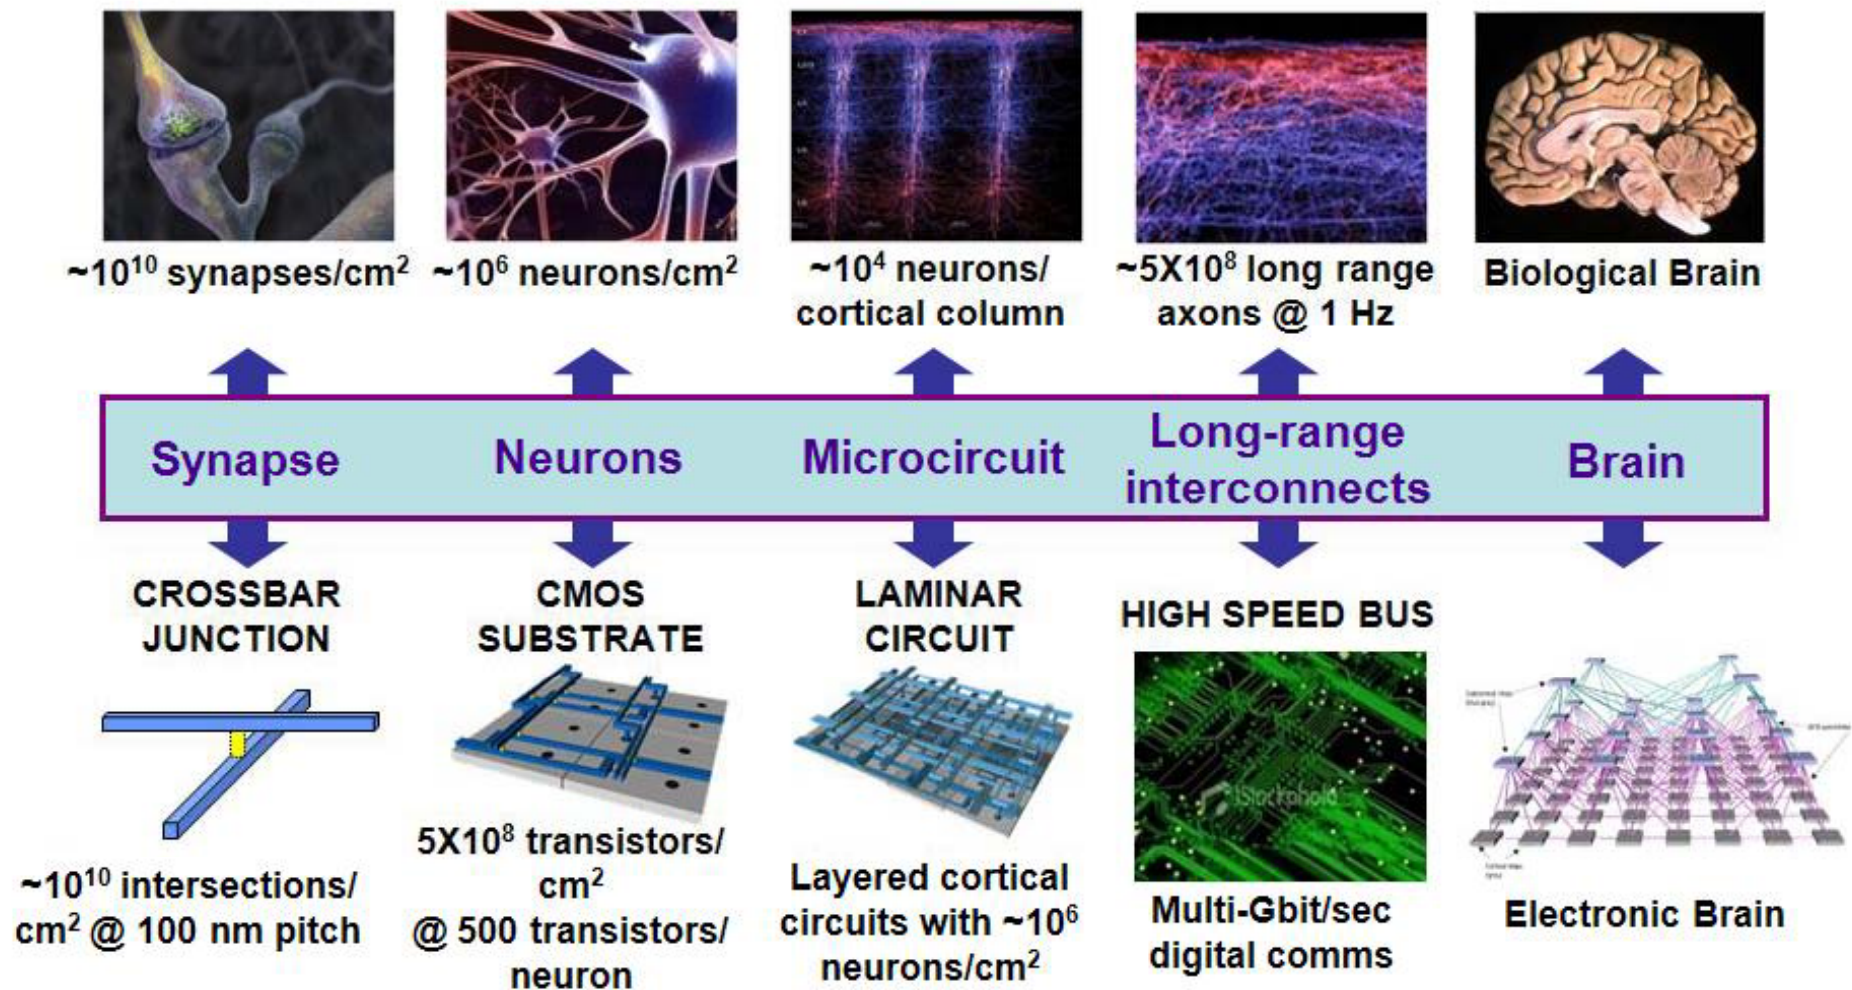 ~10¹⁰ synapses/cm²
~10⁶ neurons/cm²
~10⁴ neurons/
cortical column
~5X10⁸ long range
axons @ 1 Hz
Biological Brain
Synapse
Neurons
Microcircuit
Long-range
interconnects
Brain
CROSSBAR
JUNCTION
CMOS
SUBSTRATE
LAMINAR
CIRCUIT
HIGH SPEED BUS
iStockphoto
~10¹⁰ intersections/
cm² @ 100 nm pitch
5X10⁸ transistors/
cm²
@ 500 transistors/
neuron
Layered cortical
circuits with ~10⁶
neurons/cm²
Multi-Gbit/sec
digital comms
Electronic Brain